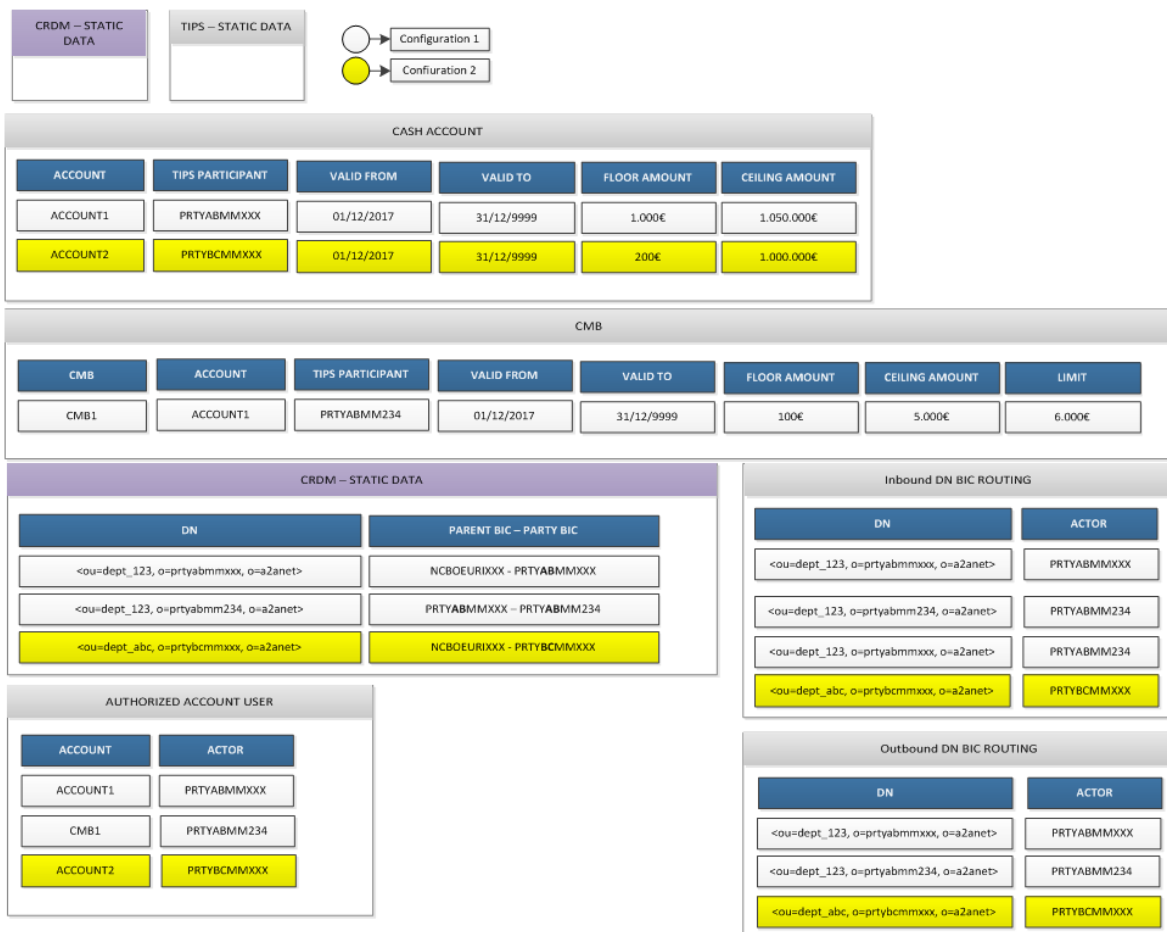 CRDM – STATIC
DATA
TIPS – STATIC DATA
Configuration 1
Confiuration 2
CASH ACCOUNT
ACCOUNT TIPS PARTICIPANT VALID FROM VALID TO FLOOR AMOUNT CEILING AMOUNT
ACCOUNT1 PRTYABMMXXX 01/12/2017 31/12/9999 1.000€ 1.050.000€
ACCOUNT2 PRTYBCMMXXX 01/12/2017 31/12/9999 200€ 1.000.000€
CMB
CMB ACCOUNT TIPS PARTICIPANT VALID FROM VALID TO FLOOR AMOUNT CEILING AMOUNT LIMIT
CMB1 ACCOUNT1 PRTYABMM234 01/12/2017 31/12/9999 100€ 5.000€ 6.000€
CRDM – STATIC DATA
DN PARENT BIC – PARTY BIC
<ou=dept_123, o=prtyabmmxxx, o=a2anet> NCBOEURIXXX - PRTYABMMXXX
<ou=dept_123, o=prtyabmm234, o=a2anet> PRTYABMMXXX – PRTYABMM234
<ou=dept_abc, o=prtybcmmxxx, o=a2anet> NCBOEURIXXX - PRTYBCMMXXX
Inbound DN BIC ROUTING
DN ACTOR
<ou=dept_123, o=prtyabmmxxx, o=a2anet> PRTYABMMXXX
<ou=dept_123, o=prtyabmm234, o=a2anet> PRTYABMM234
<ou=dept_123, o=prtyabmmxxx, o=a2anet> PRTYABMM234
<ou=dept_abc, o=prtybcmmxxx, o=a2anet> PRTYBCMMXXX
AUTHORIZED ACCOUNT USER
ACCOUNT ACTOR
ACCOUNT1 PRTYABMMXXX
CMB1 PRTYABMM234
ACCOUNT2 PRTYBCMMXXX
Outbound DN BIC ROUTING
DN ACTOR
<ou=dept_123, o=prtyabmmxxx, o=a2anet> PRTYABMMXXX
<ou=dept_123, o=prtyabmm234, o=a2anet> PRTYABMM234
<ou=dept_abc, o=prtybcmmxxx, o=a2anet> PRTYBCMMXXX